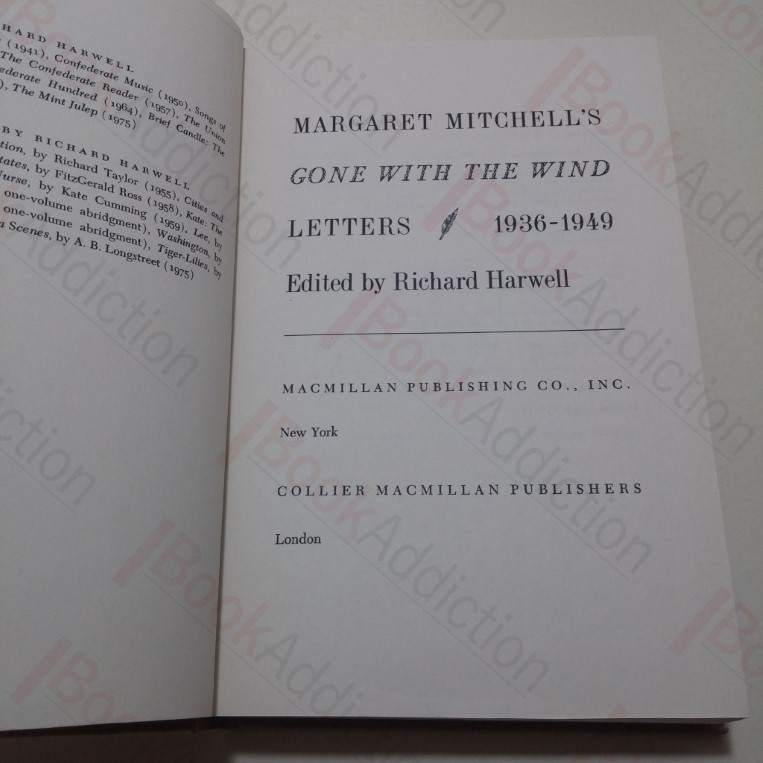 HARD HARWELL
(1941), Confederate Music (1950), Songs of
The Confederate Reader (1957), The Union
ederate Hundred (1964), Brief Candle: The
), The Mint Julep (1975)
BY RICHARD HARWELL
tion, by Richard Taylor (1955), Cities and
tates, by FitzGerald Ross (1958), Kate: The
urse, by Kate Cumming (1959), Lee, by
one-volume abridgment), Washington, by
one-volume abridgment), Tiger-Lilies, by
a Scenes, by A. B. Longstreet (1975)
MARGARET MITCHELL'S
GONE WITH THE WIND
LETTERS 1936-1949
Edited by Richard Harwell
MACMILLAN PUBLISHING CO., INC.
New York
COLLIER MACMILLAN PUBLISHERS
London
BookAddiction